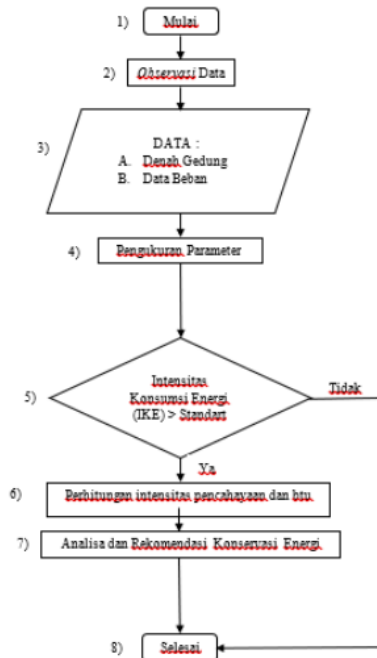 1) Mulai
2) Observasi Data
3) DATA :
A. Denah Gedung
B. Data Beban
4) Pengukuran Parameter
5) Intensitas
Konsumsi Energi
(IKE) > Standart
Tidak
Ya
6) Perhitungan intensitas pencahayaan dan btu
7) Analisa dan Rekomendasi Konservasi Energi
8) Selesai